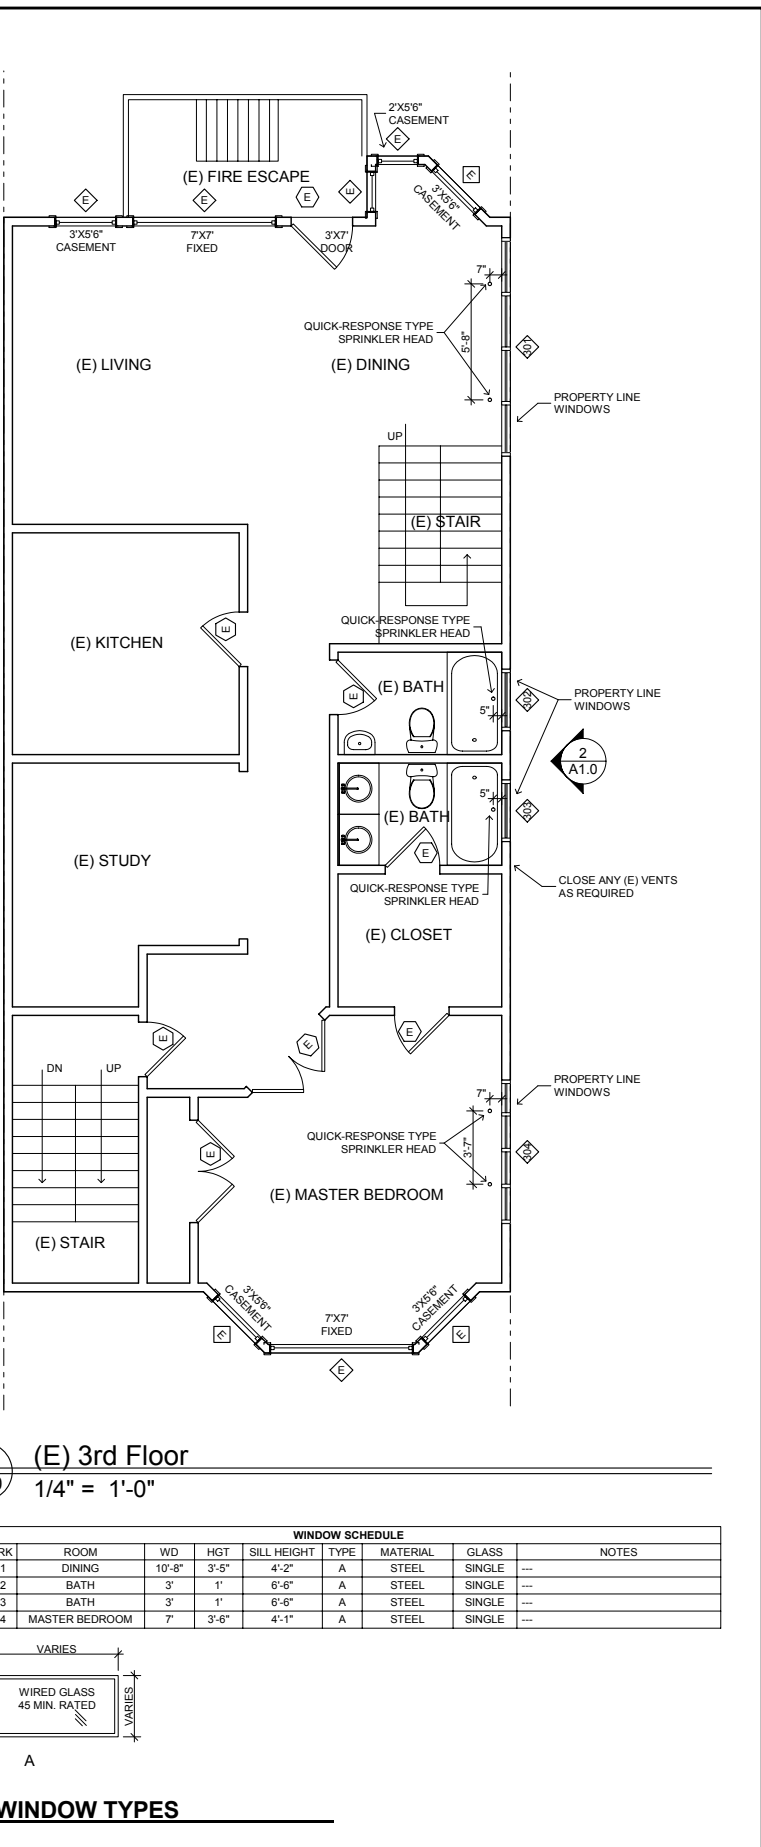 2'X5'6"
CASEMENT
E
(E) FIRE ESCAPE
E
E
E
E
E
3'X5'6"
CASEMENT
3'X5'6"
CASEMENT
7'X7'
FIXED
3'X7'
DOOR
7"
QUICK-RESPONSE TYPE
SPRINKLER HEAD
5'-8"
301
(E) LIVING
(E) DINING
PROPERTY LINE
WINDOWS
UP
(E) STAIR
QUICK-RESPONSE TYPE
SPRINKLER HEAD
E
(E) KITCHEN
(E) BATH
E
302
5"
PROPERTY LINE
WINDOWS
2
A1.0
5"
303
(E) BATH
E
(E) STUDY
QUICK-RESPONSE TYPE
SPRINKLER HEAD
CLOSE ANY (E) VENTS
AS REQUIRED
(E) CLOSET
E
E
E
DN
UP
PROPERTY LINE
WINDOWS
7"
QUICK-RESPONSE TYPE
SPRINKLER HEAD
3'-7"
304
E
(E) MASTER BEDROOM
(E) STAIR
3'X5'6"
CASEMENT
7'X7'
FIXED
3'X5'6"
CASEMENT
E
E
E
(E) 3rd Floor
1/4" = 1'-0"
WINDOW SCHEDULE
RK ROOM WD HGT SILL HEIGHT TYPE MATERIAL GLASS NOTES
1 DINING 10'-8" 3'-5" 4'-2" A STEEL SINGLE ---
2 BATH 3' 1' 6'-6" A STEEL SINGLE ---
3 BATH 3' 1' 6'-6" A STEEL SINGLE ---
4 MASTER BEDROOM 7' 3'-6" 4'-1" A STEEL SINGLE ---
VARIES
WIRED GLASS
45 MIN. RATED
VARIES
A
WINDOW TYPES